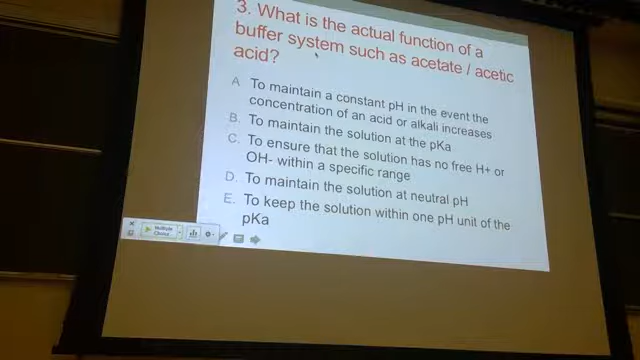 3. What is the actual function of a
buffer system such as acetate / acetic
acid?
A To maintain a constant pH in the event the
concentration of an acid or alkali increases
B. To maintain the solution at the pKa
C. To ensure that the solution has no free H+ or
OH- within a specific range
D. To maintain the solution at neutral pH
E. To keep the solution within one pH unit of the
pKa
Multiple
Choice